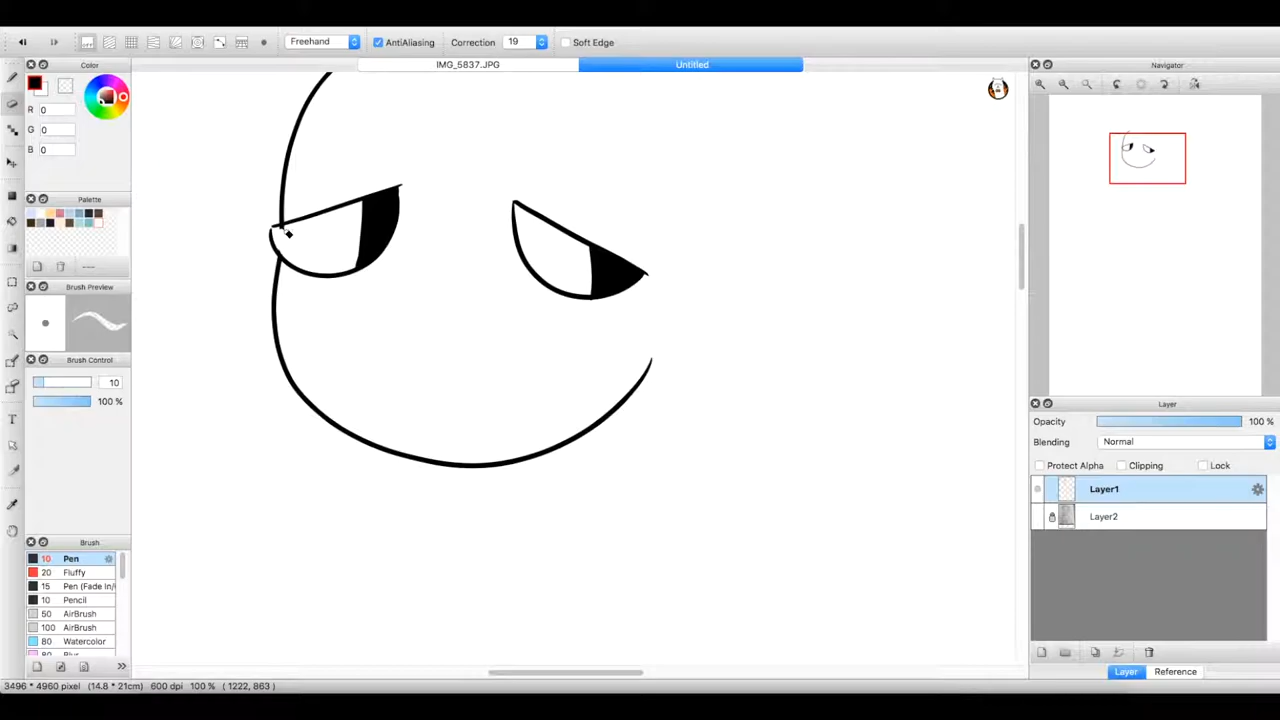 Freehand AntiAliasing Correction 19 Soft Edge
Color IMG_5837.JPG Untitled Navigator
R 0
G 0
B 0
Palette
---
Brush Preview
Brush Control
10
100 %
Brush
10 Pen
20 Fluffy
15 Pen (Fade In/
10 Pencil
50 AirBrush
100 AirBrush
80 Watercolor
80 Blur
Layer
Opacity 100 %
Blending Normal
Protect Alpha Clipping Lock
Layer1
Layer2
Layer Reference
3496 * 4960 pixel (14.8 * 21cm) 600 dpi 100 % ( 1222, 863 )
T